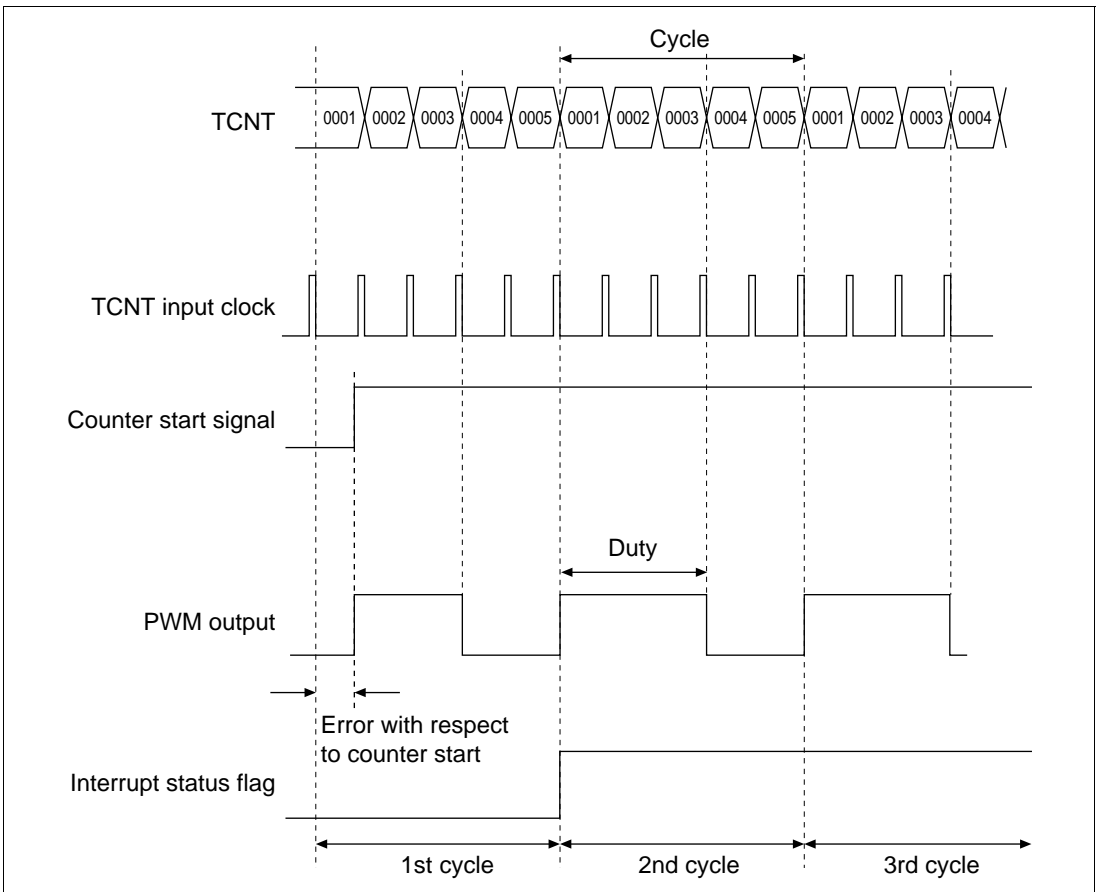 Cycle
TCNT
0001 0002 0003 0004 0005 0001 0002 0003 0004 0005 0001 0002 0003 0004
TCNT input clock
Counter start signal
Duty
PWM output
Error with respect
to counter start
Interrupt status flag
1st cycle 2nd cycle 3rd cycle